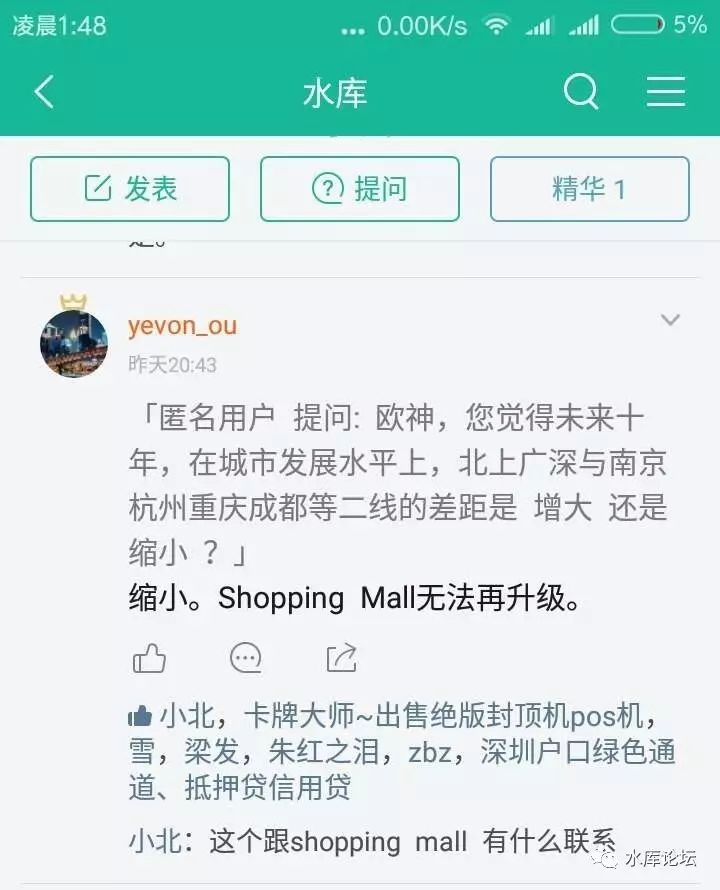 凌晨1:48 ... 0.00K/s 5%
水库
发表 提问 精华 1
yevon_ou
昨天20:43
「匿名用户 提问: 欧神，您觉得未来十
年，在城市发展水平上，北上广深与南京
杭州重庆成都等二线的差距是 增大 还是
缩小 ？」
缩小。Shopping Mall无法再升级。
小北，卡牌大师~出售绝版封顶机pos机，
雪，梁发，朱红之泪，zbz，深圳户口绿色通
道、抵押贷信用贷
小北：这个跟shopping mall 有什么联系
水库论坛